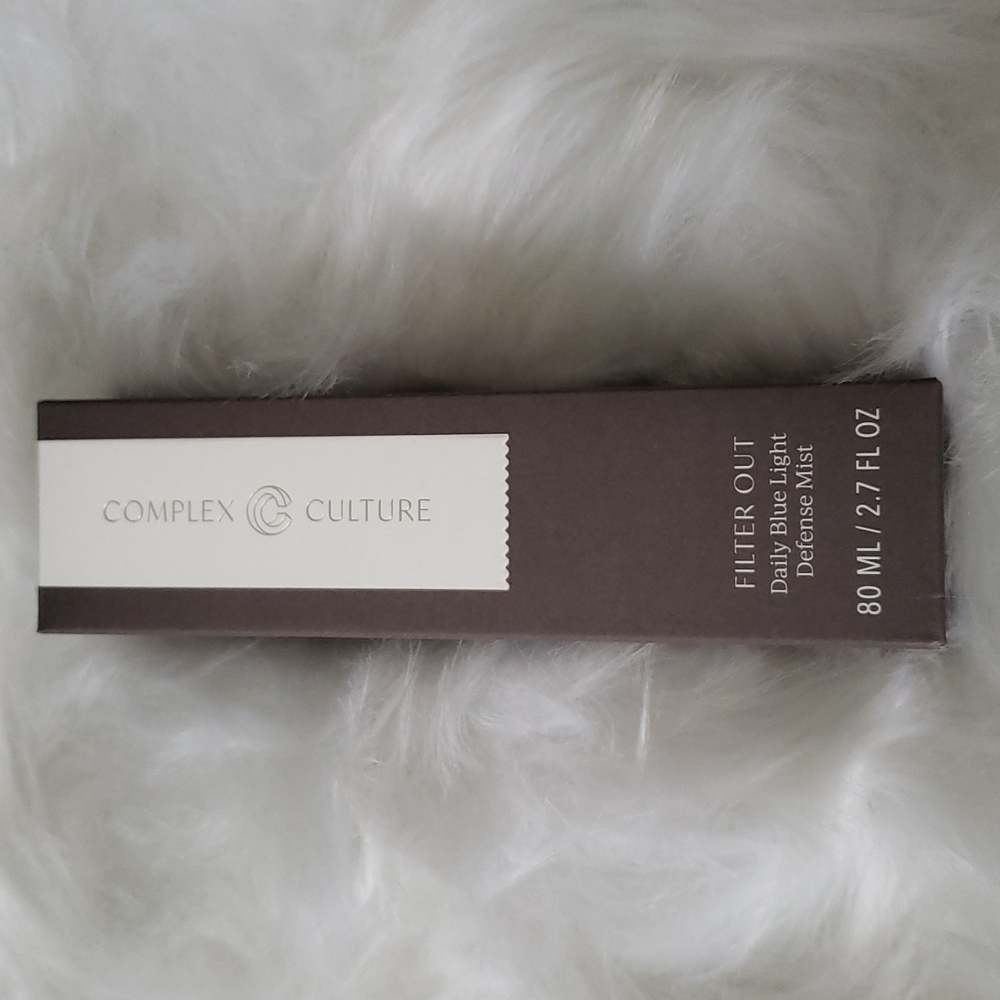 COMPLEX CULTURE
FILTER OUT
Daily Blue Light
Defense Mist
80 ML / 2.7 FL OZ